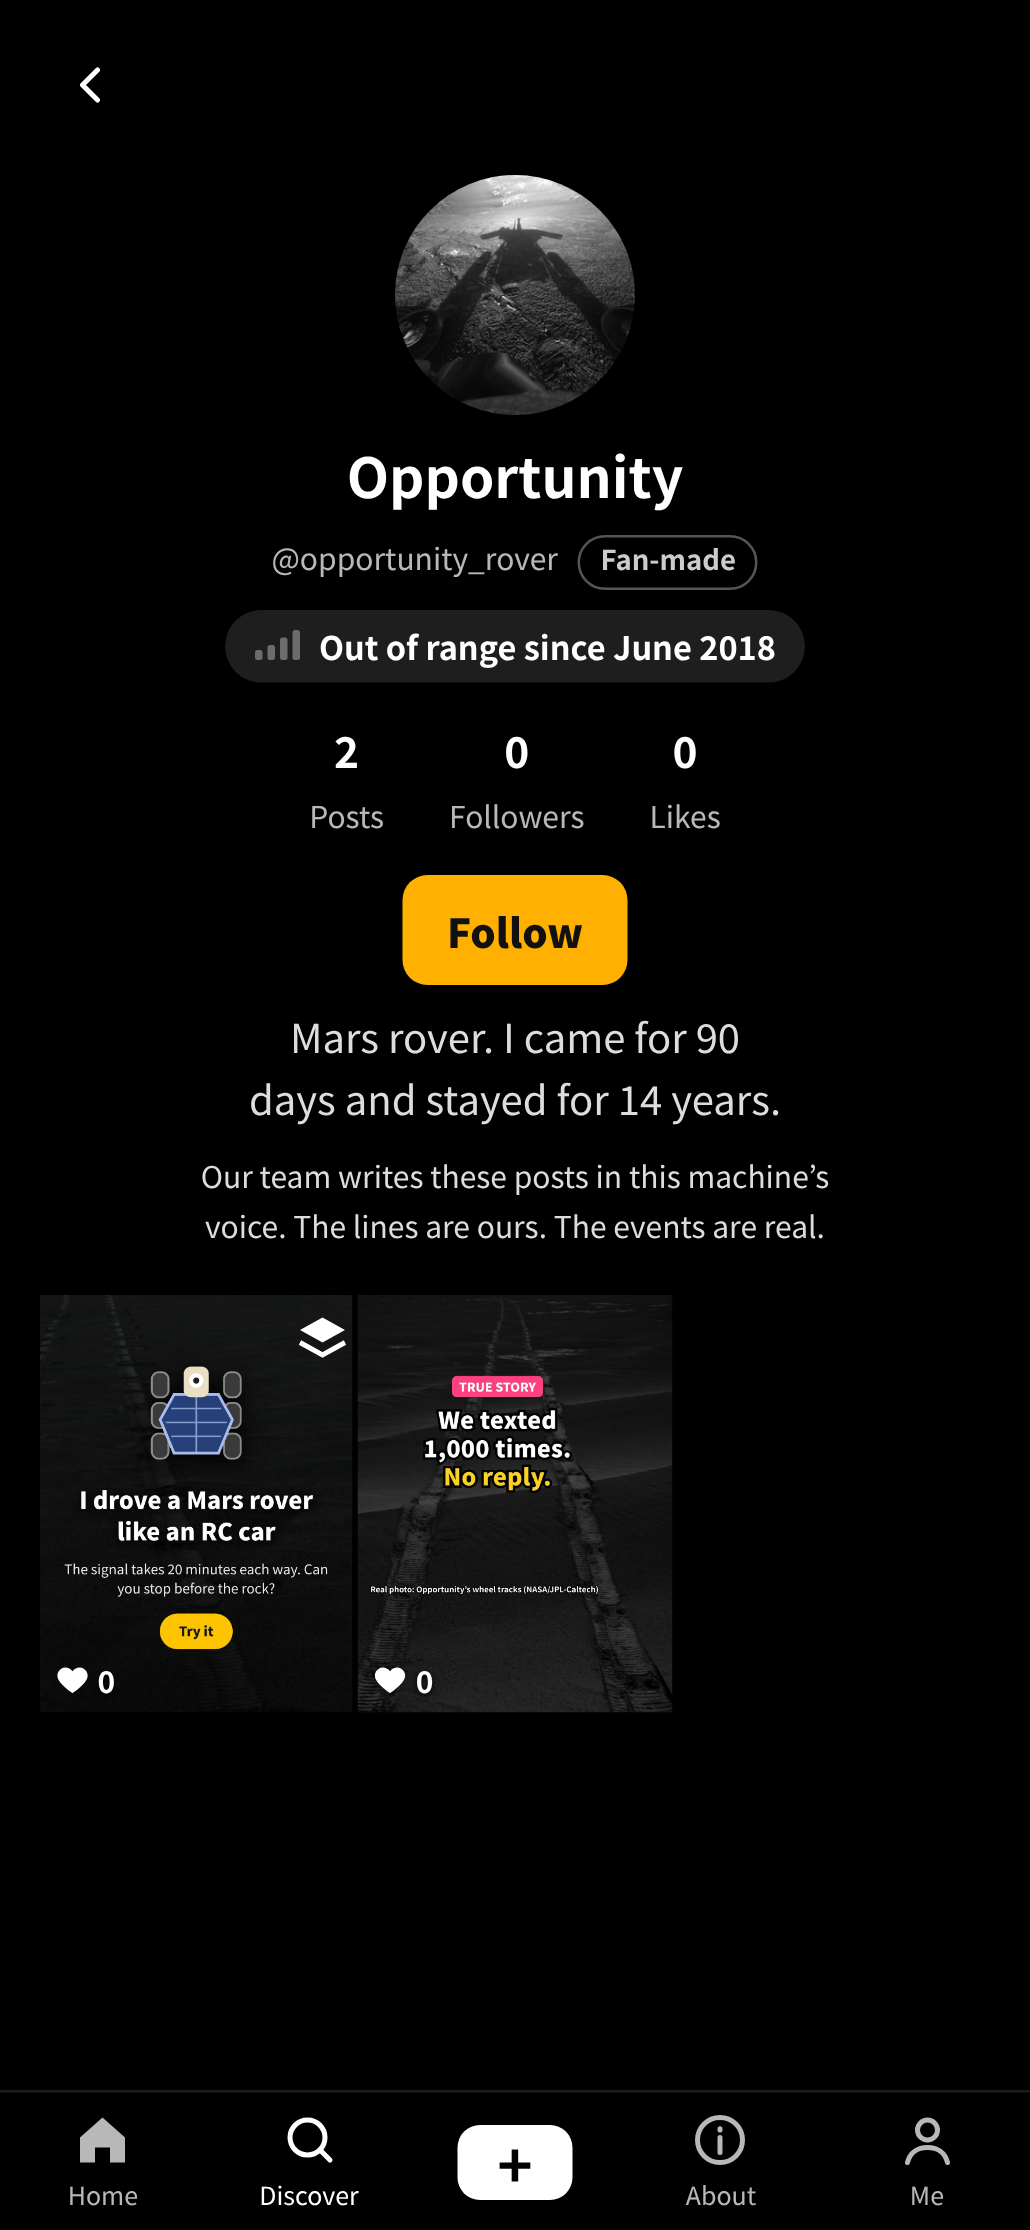 Opportunity
@opportunity_rover Fan-made
Out of range since June 2018
2 0 0
Posts Followers Likes
Follow
Mars rover. I came for 90
days and stayed for 14 years.
Our team writes these posts in this machine’s
voice. The lines are ours. The events are real.
I drove a Mars rover
like an RC car
The signal takes 20 minutes each way. Can
you stop before the rock?
Try it
0
TRUE STORY
We texted
1,000 times.
No reply.
Real photo: Opportunity’s wheel tracks (NASA/JPL-Caltech)
0
Home Discover About Me